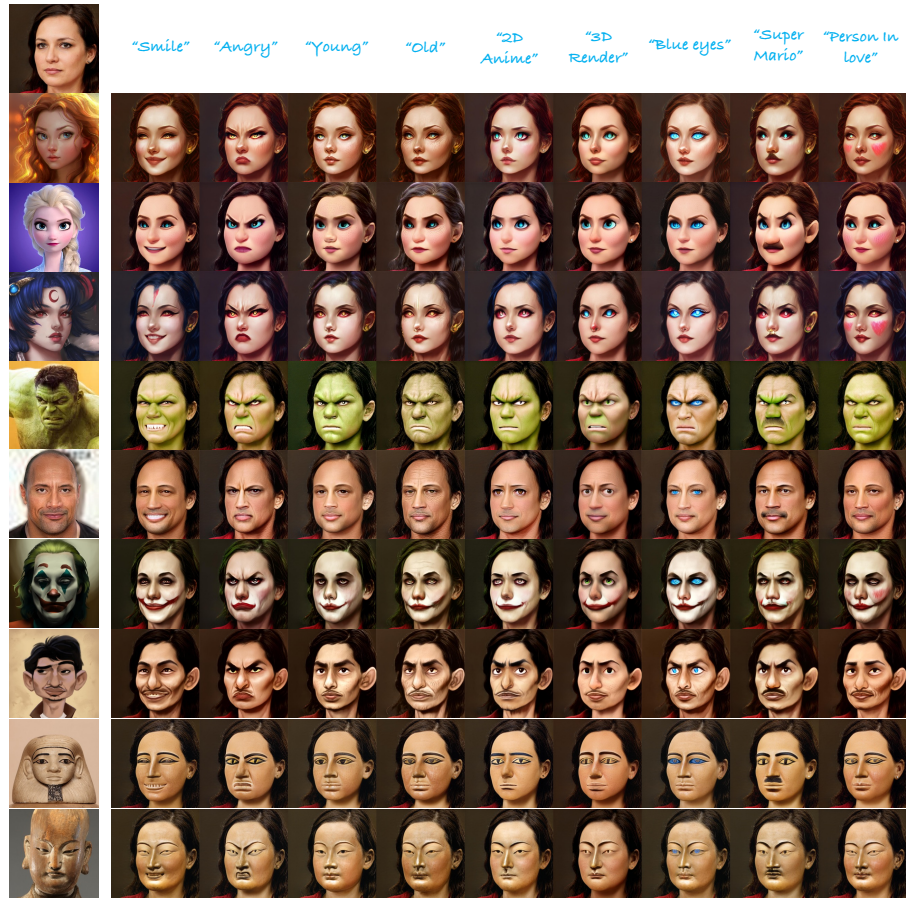 “Smile”
“Angry”
“Young”
“Old”
“2D
Anime”
“3D
Render”
“Blue eyes”
“Super
Mario”
“Person In
love”